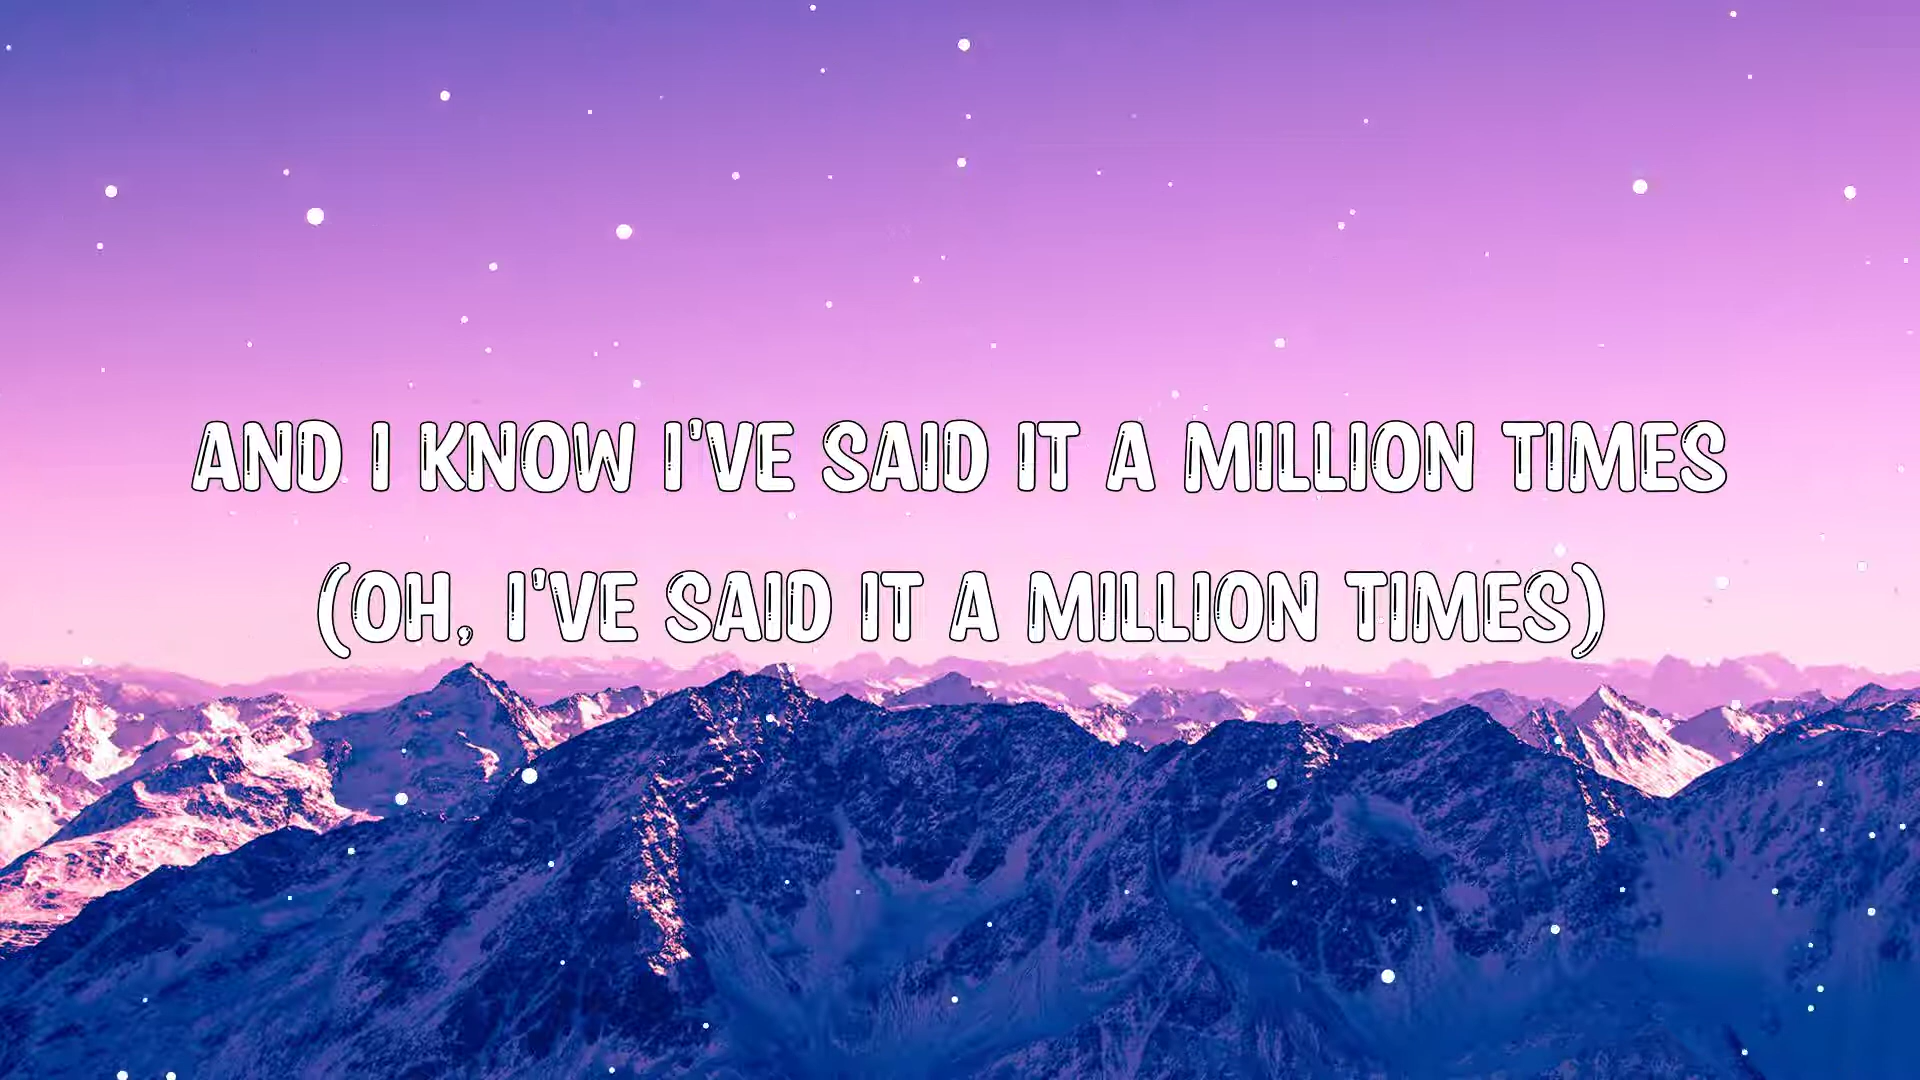 AND I KNOW I'VE SAID IT A MILLION TIMES
(OH, I'VE SAID IT A MILLION TIMES)